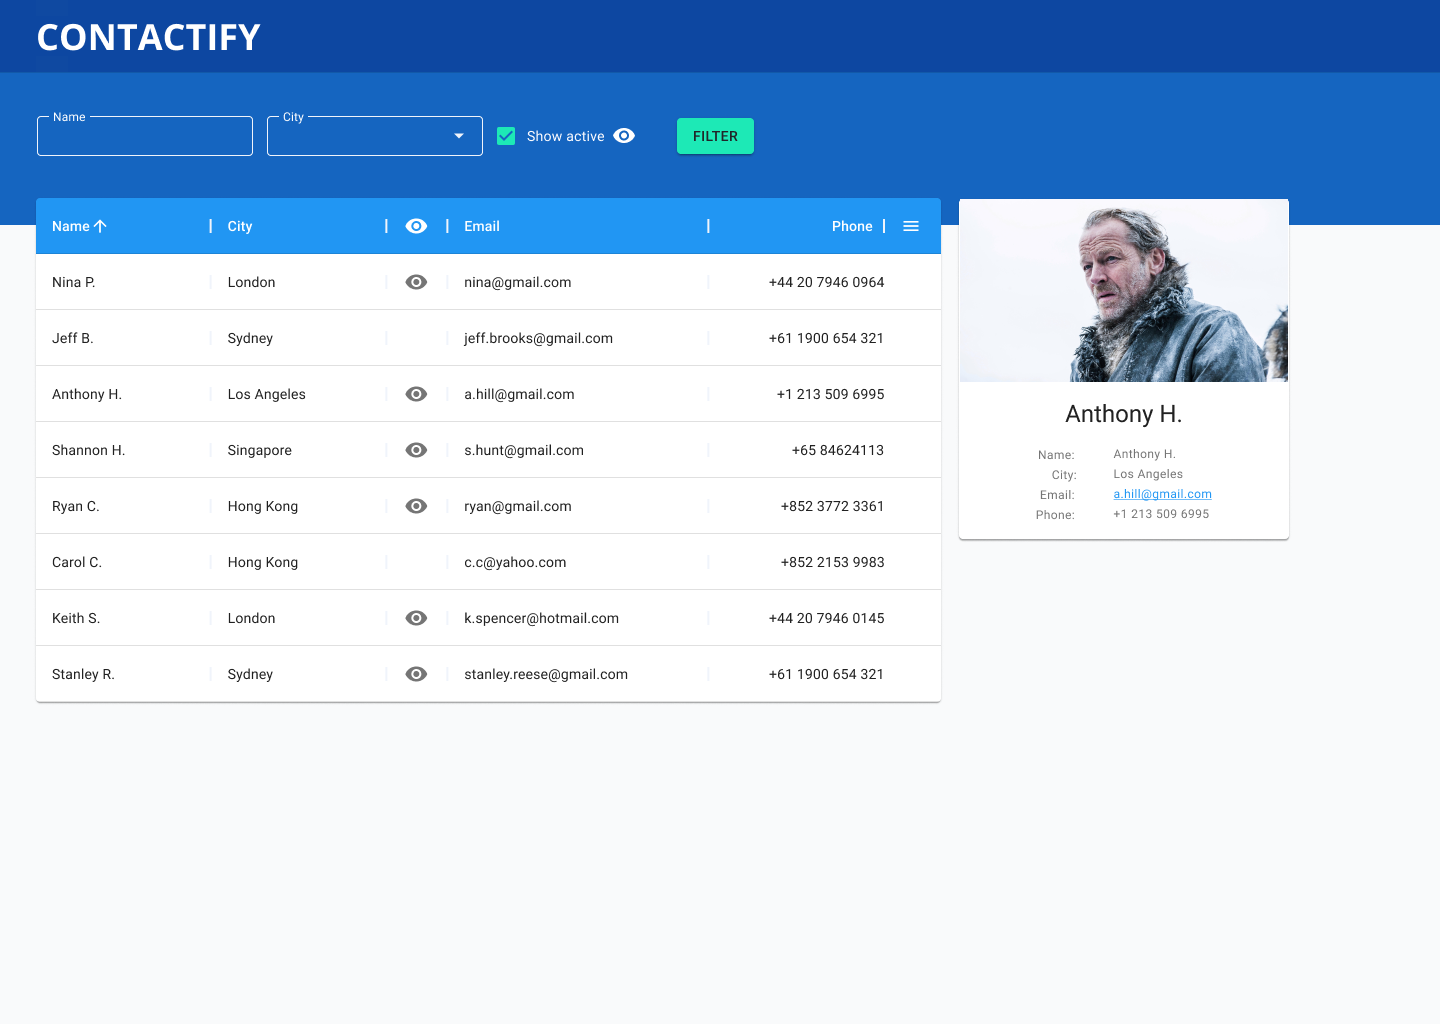 CONTACTIFY
Name
City
Show active
FILTER
Name City Email Phone
Nina P. London nina@gmail.com +44 20 7946 0964
Jeff B. Sydney jeff.brooks@gmail.com +61 1900 654 321
Anthony H. Los Angeles a.hill@gmail.com +1 213 509 6995
Shannon H. Singapore s.hunt@gmail.com +65 84624113
Ryan C. Hong Kong ryan@gmail.com +852 3772 3361
Carol C. Hong Kong c.c@yahoo.com +852 2153 9983
Keith S. London k.spencer@hotmail.com +44 20 7946 0145
Stanley R. Sydney stanley.reese@gmail.com +61 1900 654 321
Anthony H.
Name: Anthony H.
City: Los Angeles
Email: a.hill@gmail.com
Phone: +1 213 509 6995